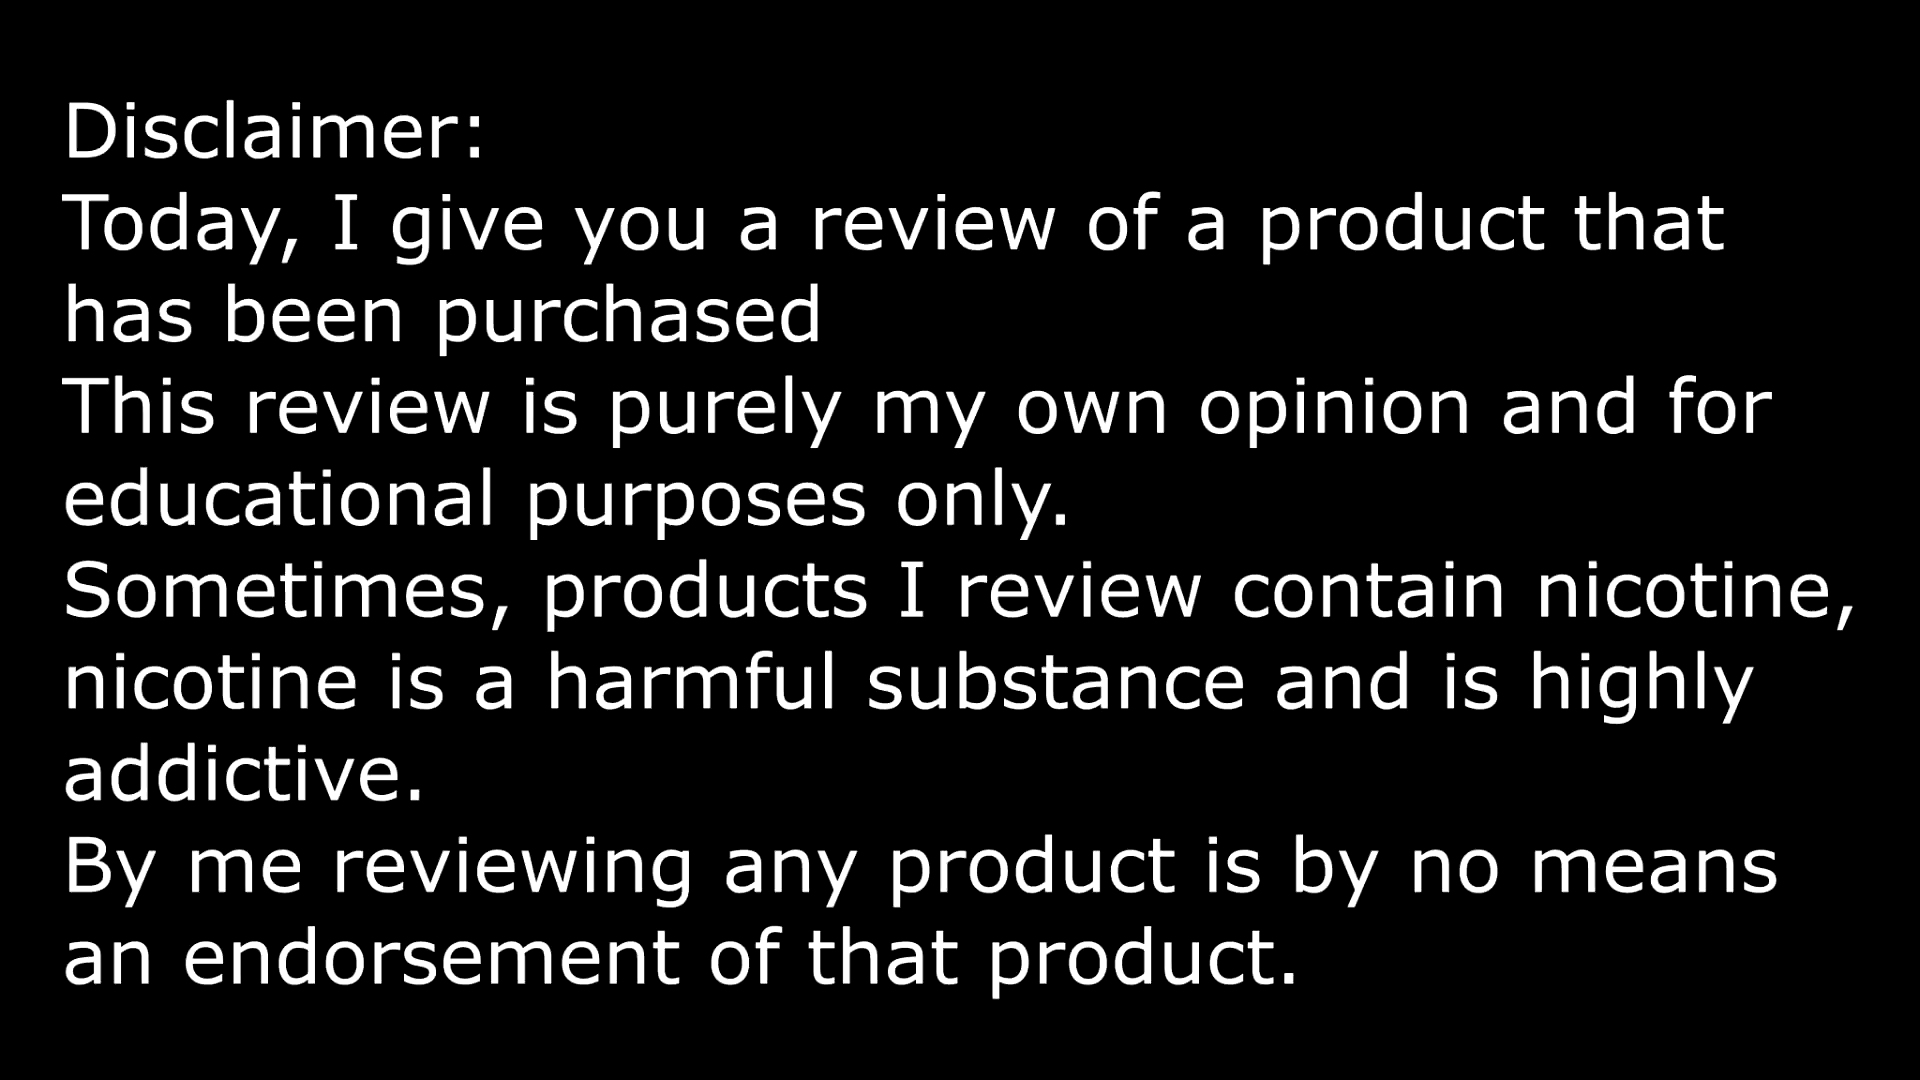 Disclaimer:
Today, I give you a review of a product that
has been purchased
This review is purely my own opinion and for
educational purposes only.
Sometimes, products I review contain nicotine,
nicotine is a harmful substance and is highly
addictive.
By me reviewing any product is by no means
an endorsement of that product.